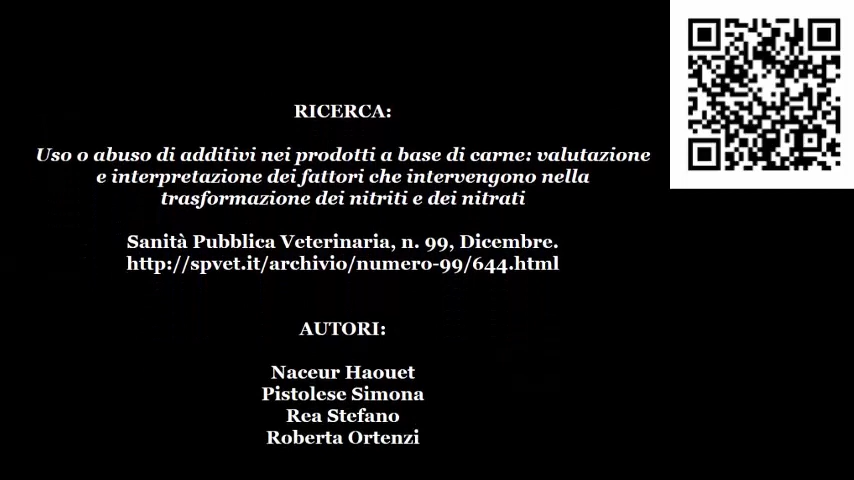 RICERCA:
Uso o abuso di additivi nei prodotti a base di carne: valutazione
e interpretazione dei fattori che intervengono nella
trasformazione dei nitriti e dei nitrati
Sanità Pubblica Veterinaria, n. 99, Dicembre.
http://spvet.it/archivio/numero-99/644.html
AUTORI:
Naceur Haouet
Pistolese Simona
Rea Stefano
Roberta Ortenzi